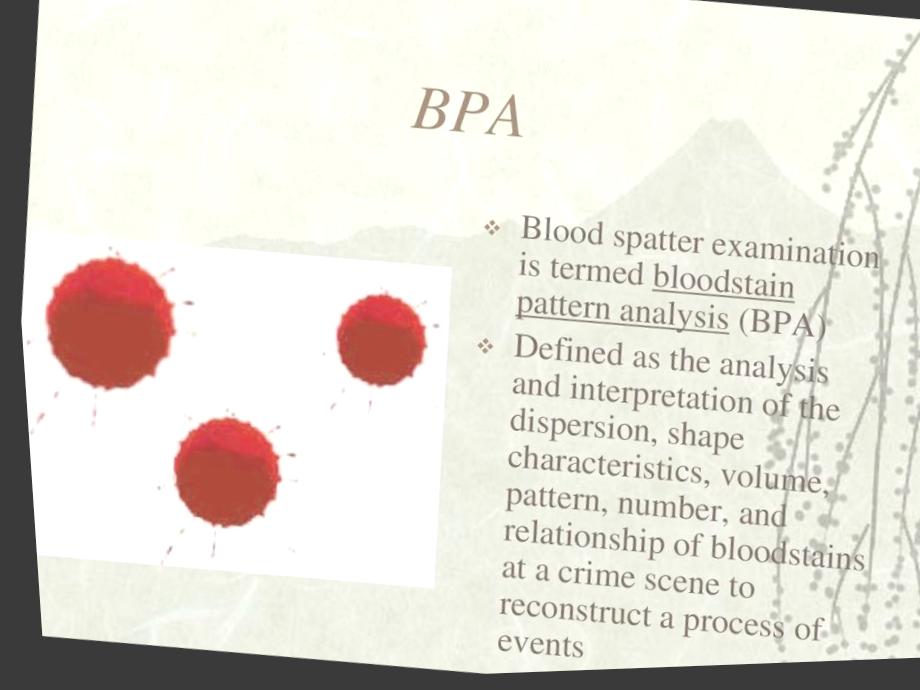 BPA
Blood spatter examination
is termed bloodstain
pattern analysis (BPA)
Defined as the analysis
and interpretation of the
dispersion, shape
characteristics, volume,
pattern, number, and
relationship of bloodstains
at a crime scene to
reconstruct a process of
events